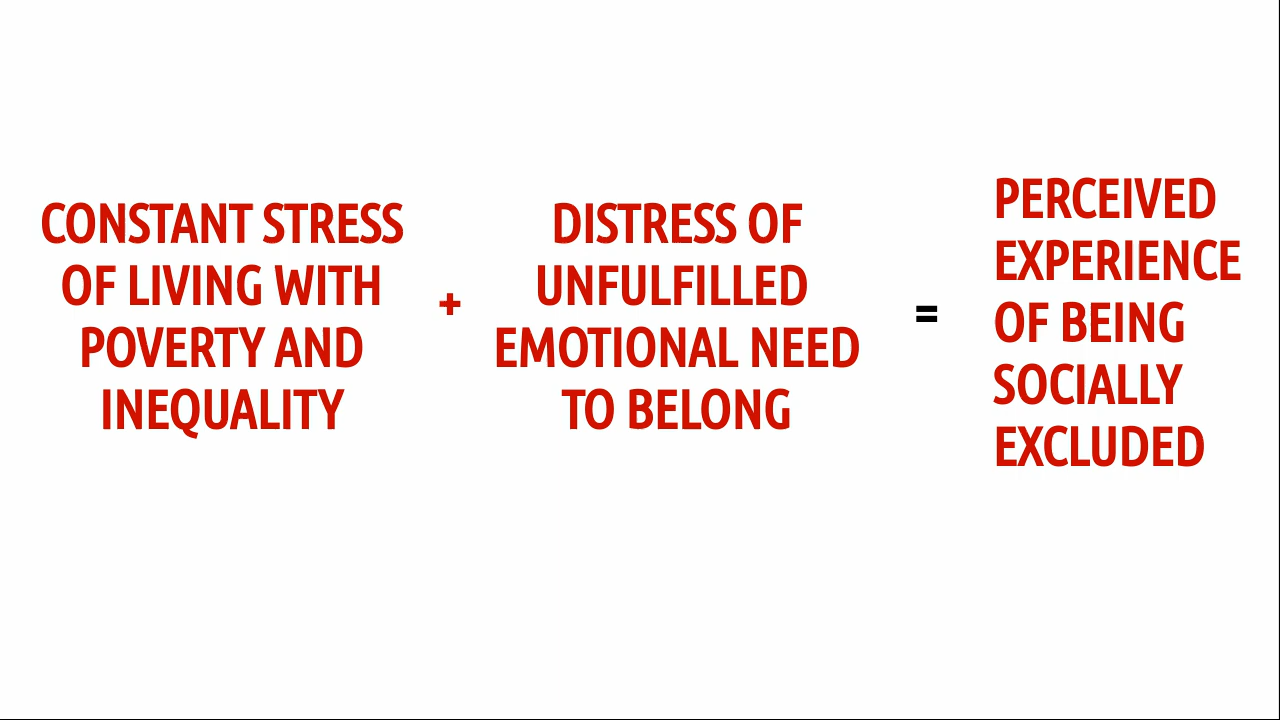 CONSTANT STRESS
OF LIVING WITH
POVERTY AND
INEQUALITY
+
DISTRESS OF
UNFULFILLED
EMOTIONAL NEED
TO BELONG
=
PERCEIVED
EXPERIENCE
OF BEING
SOCIALLY
EXCLUDED